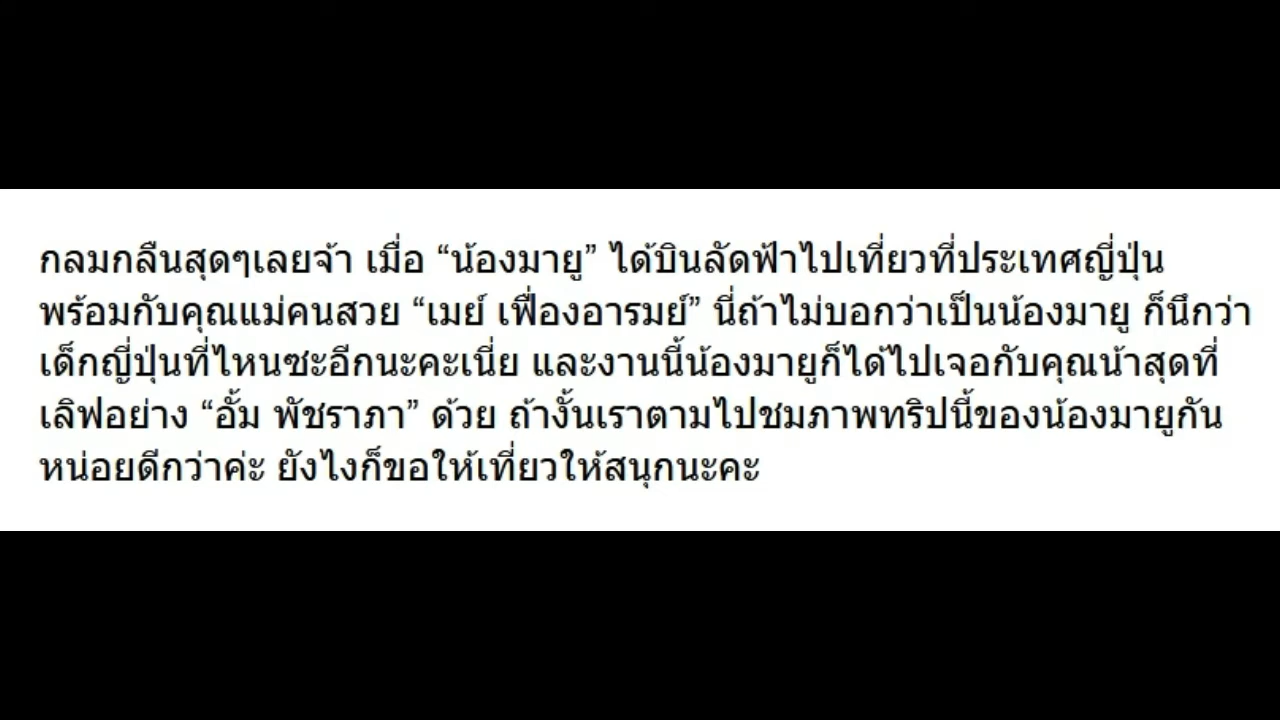 กลมกลืนสุดๆเลยจ้า เมื่อ “น้องมายู” ได้บินลัดฟ้าไปเที่ยวที่ประเทศญี่ปุ่น
พร้อมกับคุณแม่คนสวย “เมย์ เฟื่องอารมย์” นี่ถ้าไม่บอกว่าเป็นน้องมายู ก็นึกว่า
เด็กญี่ปุ่นที่ไหนซะอีกนะคะเนี่ย และงานนี้น้องมายูก็ได้ไปเจอกับคุณน้าสุดที่
เลิฟอย่าง “อั้ม พัชราภา” ด้วย ถ้างั้นเราตามไปชมภาพทริปนี้ของน้องมายูกัน
หน่อยดีกว่าค่ะ ยังไงก็ขอให้เที่ยวให้สนุกนะคะ